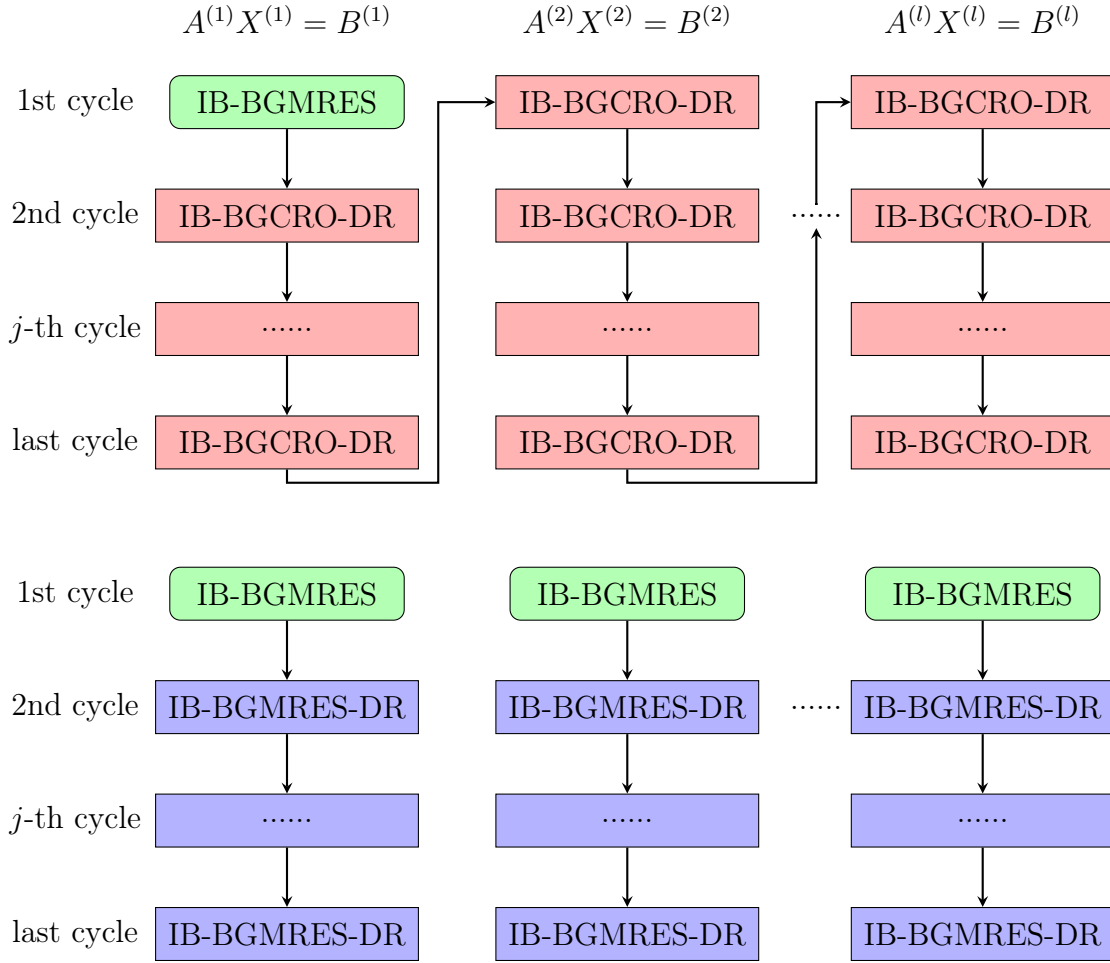 $A^{(1)}X^{(1)} = B^{(1)}$ $A^{(2)}X^{(2)} = B^{(2)}$ $A^{(l)}X^{(l)} = B^{(l)}$
1st cycle IB-BGMRES IB-BGCRO-DR IB-BGCRO-DR
2nd cycle IB-BGCRO-DR IB-BGCRO-DR ...... IB-BGCRO-DR
j-th cycle ...... ...... ......
last cycle IB-BGCRO-DR IB-BGCRO-DR IB-BGCRO-DR
1st cycle IB-BGMRES IB-BGMRES IB-BGMRES
2nd cycle IB-BGMRES-DR IB-BGMRES-DR ...... IB-BGMRES-DR
j-th cycle ...... ...... ......
last cycle IB-BGMRES-DR IB-BGMRES-DR IB-BGMRES-DR